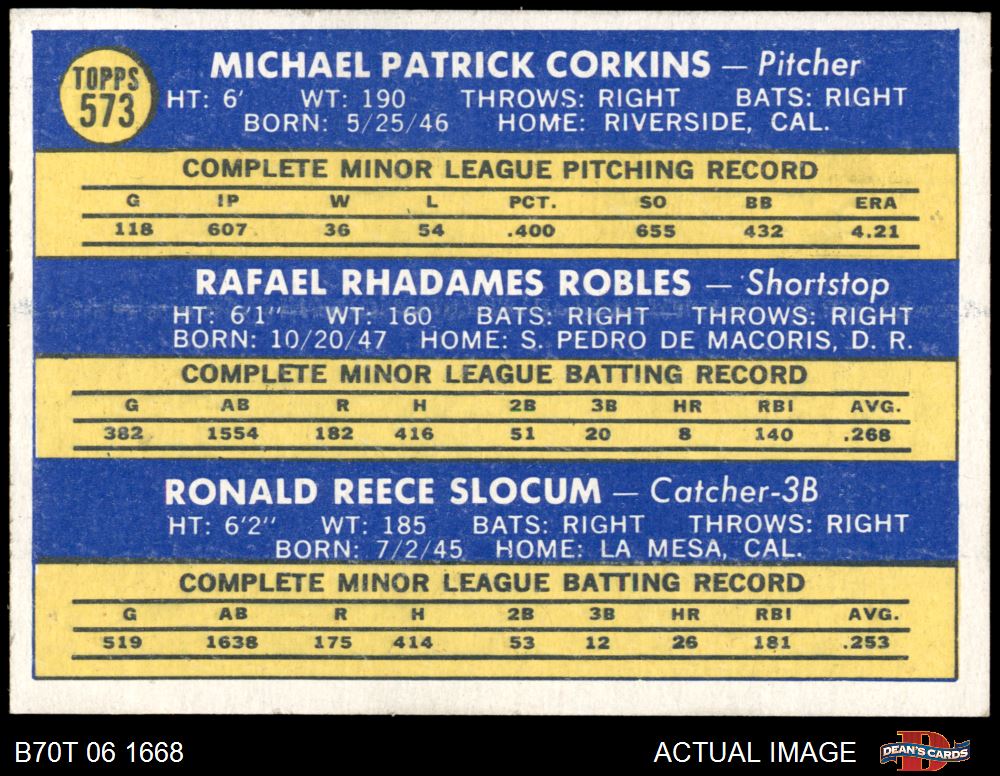 TOPPS
573
MICHAEL PATRICK CORKINS — Pitcher
HT: 6' WT: 190 THROWS: RIGHT BATS: RIGHT
BORN: 5/25/46 HOME: RIVERSIDE, CAL.
COMPLETE MINOR LEAGUE PITCHING RECORD
G IP W L PCT. SO BB ERA
118 607 36 54 .400 655 432 4.21
RAFAEL RHADAMES ROBLES — Shortstop
HT: 6'1" WT: 160 BATS: RIGHT THROWS: RIGHT
BORN: 10/20/47 HOME: S. PEDRO DE MACORIS, D. R.
COMPLETE MINOR LEAGUE BATTING RECORD
G AB R H 2B 3B HR RBI AVG.
382 1554 182 416 51 20 8 140 .268
RONALD REECE SLOCUM — Catcher-3B
HT: 6'2" WT: 185 BATS: RIGHT THROWS: RIGHT
BORN: 7/2/45 HOME: LA MESA, CAL.
COMPLETE MINOR LEAGUE BATTING RECORD
G AB R H 2B 3B HR RBI AVG.
519 1638 175 414 53 12 26 181 .253
B70T 06 1668 ACTUAL IMAGE DEAN'S CARDS